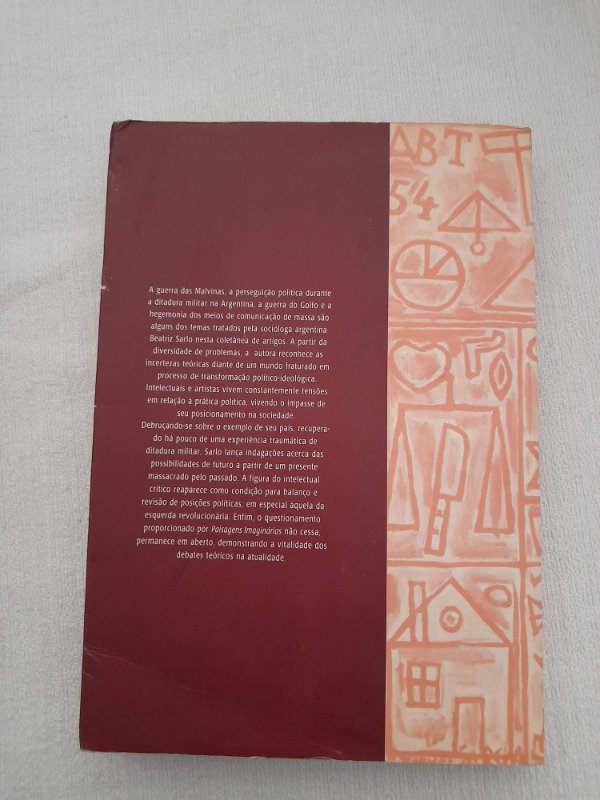 A guerra das Malvinas, a perseguição política durante
a ditadura militar na Argentina, a guerra do Golfo e a
hegemonia dos meios de comunicação de massa são
alguns dos temas tratados pela socióloga argentina
Beatriz Sarlo nesta coletânea de artigos. A partir da
diversidade de problemas, a autora reconhece as
incertezas teóricas diante de um mundo fraturado em
processo de transformação político-ideológica.
Intelectuais e artistas vivem constantemente tensões
em relação à prática política, vivendo o impasse de
seu posicionamento na sociedade.
Debruçando-se sobre o exemplo de seu país, recupera-
do há pouco de uma experiência traumática de
ditadura militar, Sarlo lança indagações acerca das
possibilidades de futuro a partir de um presente
massacrado pelo passado. A figura do intelectual
crítico reaparece como condição para balanço e
revisão de posições políticas, em especial àquela da
esquerda revolucionária. Enfim, o questionamento
proporcionado por Paisagens Imaginárias não cessa,
permanece em aberto, demonstrando a vitalidade dos
debates teóricos na atualidade.
ABT
54